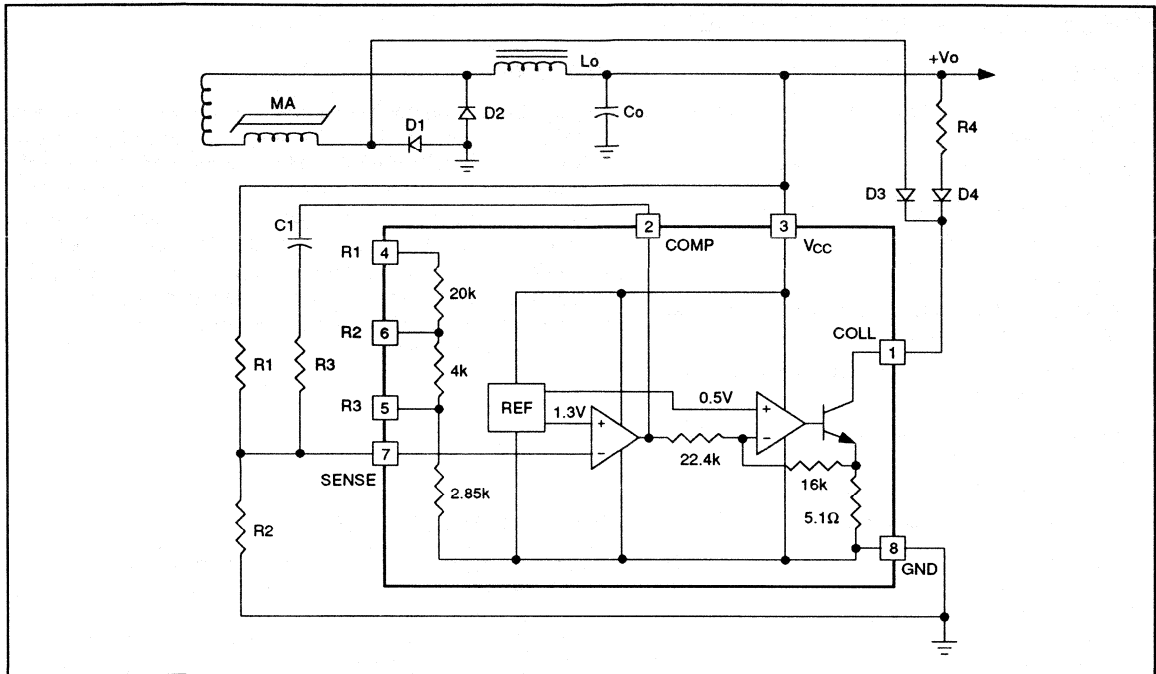 +Vo
Lo
MA
D2
Co
D1
R4
D3
D4
C1
2
3
COMP
VCC
R1
4
20k
COLL
R2
6
1
R1
R3
4k
0.5V
R3
5
REF
1.3V
+
+
-
-
7
22.4k
SENSE
16k
2.85k
5.1Ω
R2
8
GND